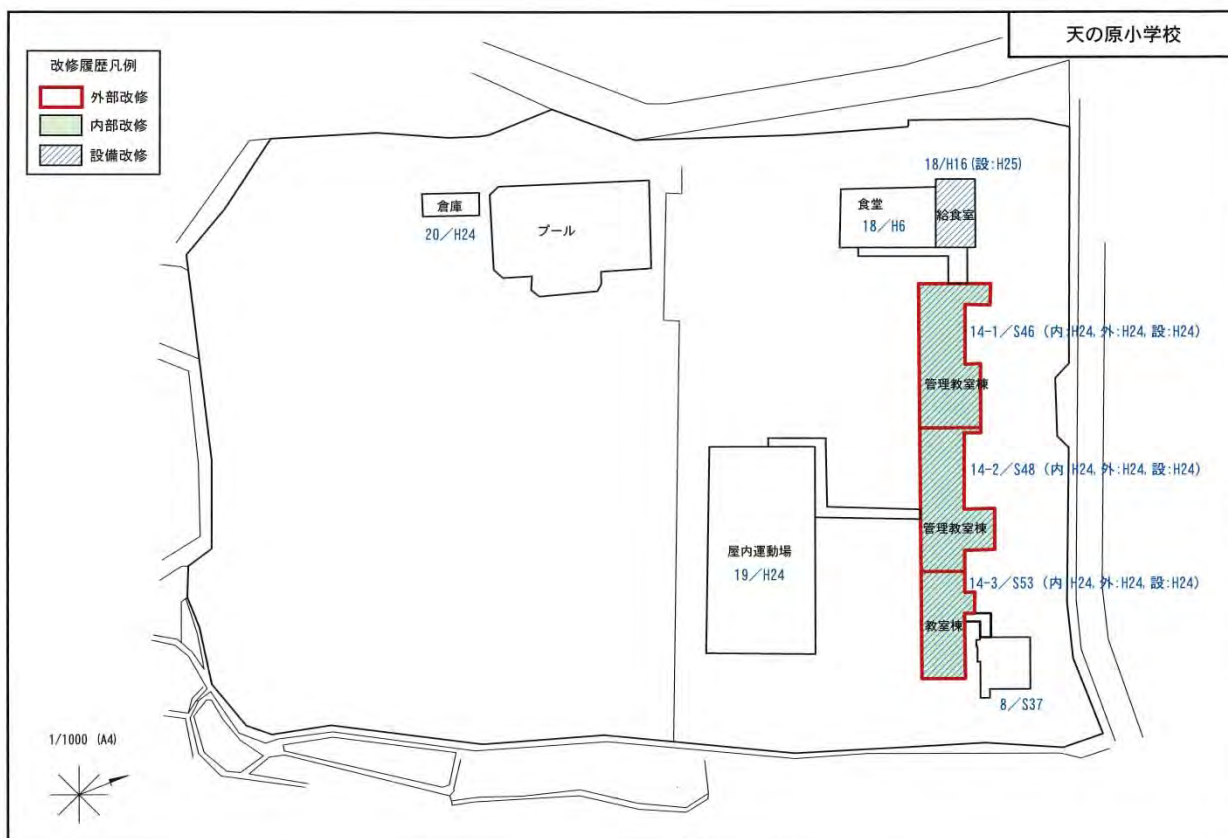 天の原小学校
改修履歴凡例
外部改修
内部改修
設備改修
18/H16(設:H25)
食堂
18/H6
給食室
倉庫
20/H24
プール
14-1/S46 (内:H24, 外:H24, 設:H24)
管理教室棟
14-2/S48 (内:H24, 外:H24, 設:H24)
管理教室棟
屋内運動場
19/H24
14-3/S53 (内:H24, 外:H24, 設:H24)
教室棟
8/S37
1/1000 (A4)